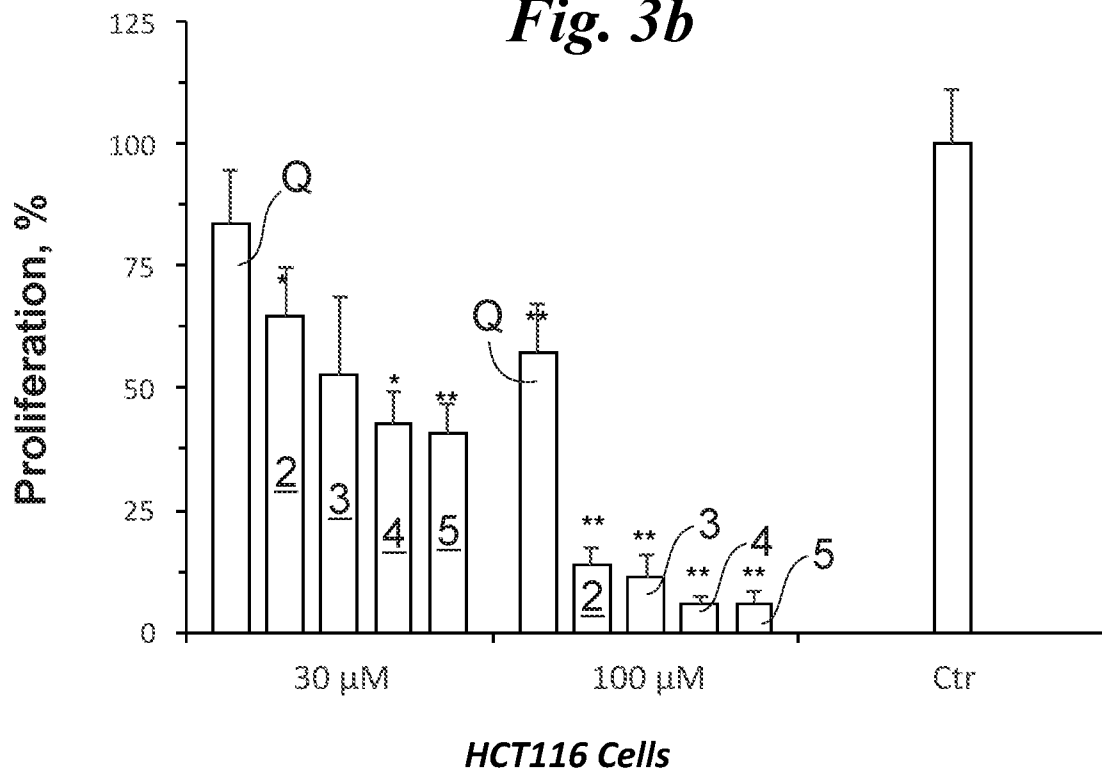 Fig. 3b
Proliferation, %
125
100
75
50
25
0
Q
*
2
3
*
4
**
5
Q
**
**
2
**
3
**
4
**
5
30 µM
100 µM
Ctr
HCT116 Cells